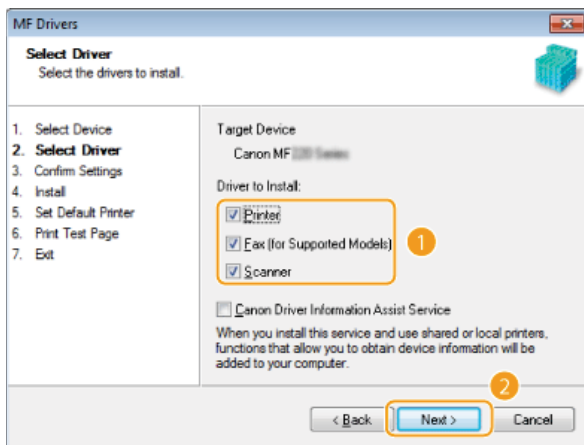 MF Drivers
Select Driver
Select the drivers to install.
1. Select Device
2. Select Driver
3. Confirm Settings
4. Install
5. Set Default Printer
6. Print Test Page
7. Exit
Target Device
Canon MF
Driver to Install:
Printer
Fax (for Supported Models)
Scanner
1
Canon Driver Information Assist Service
When you install this service and use shared or local printers,
functions that allow you to obtain device information will be
added to your computer.
2
< Back
Next >
Cancel